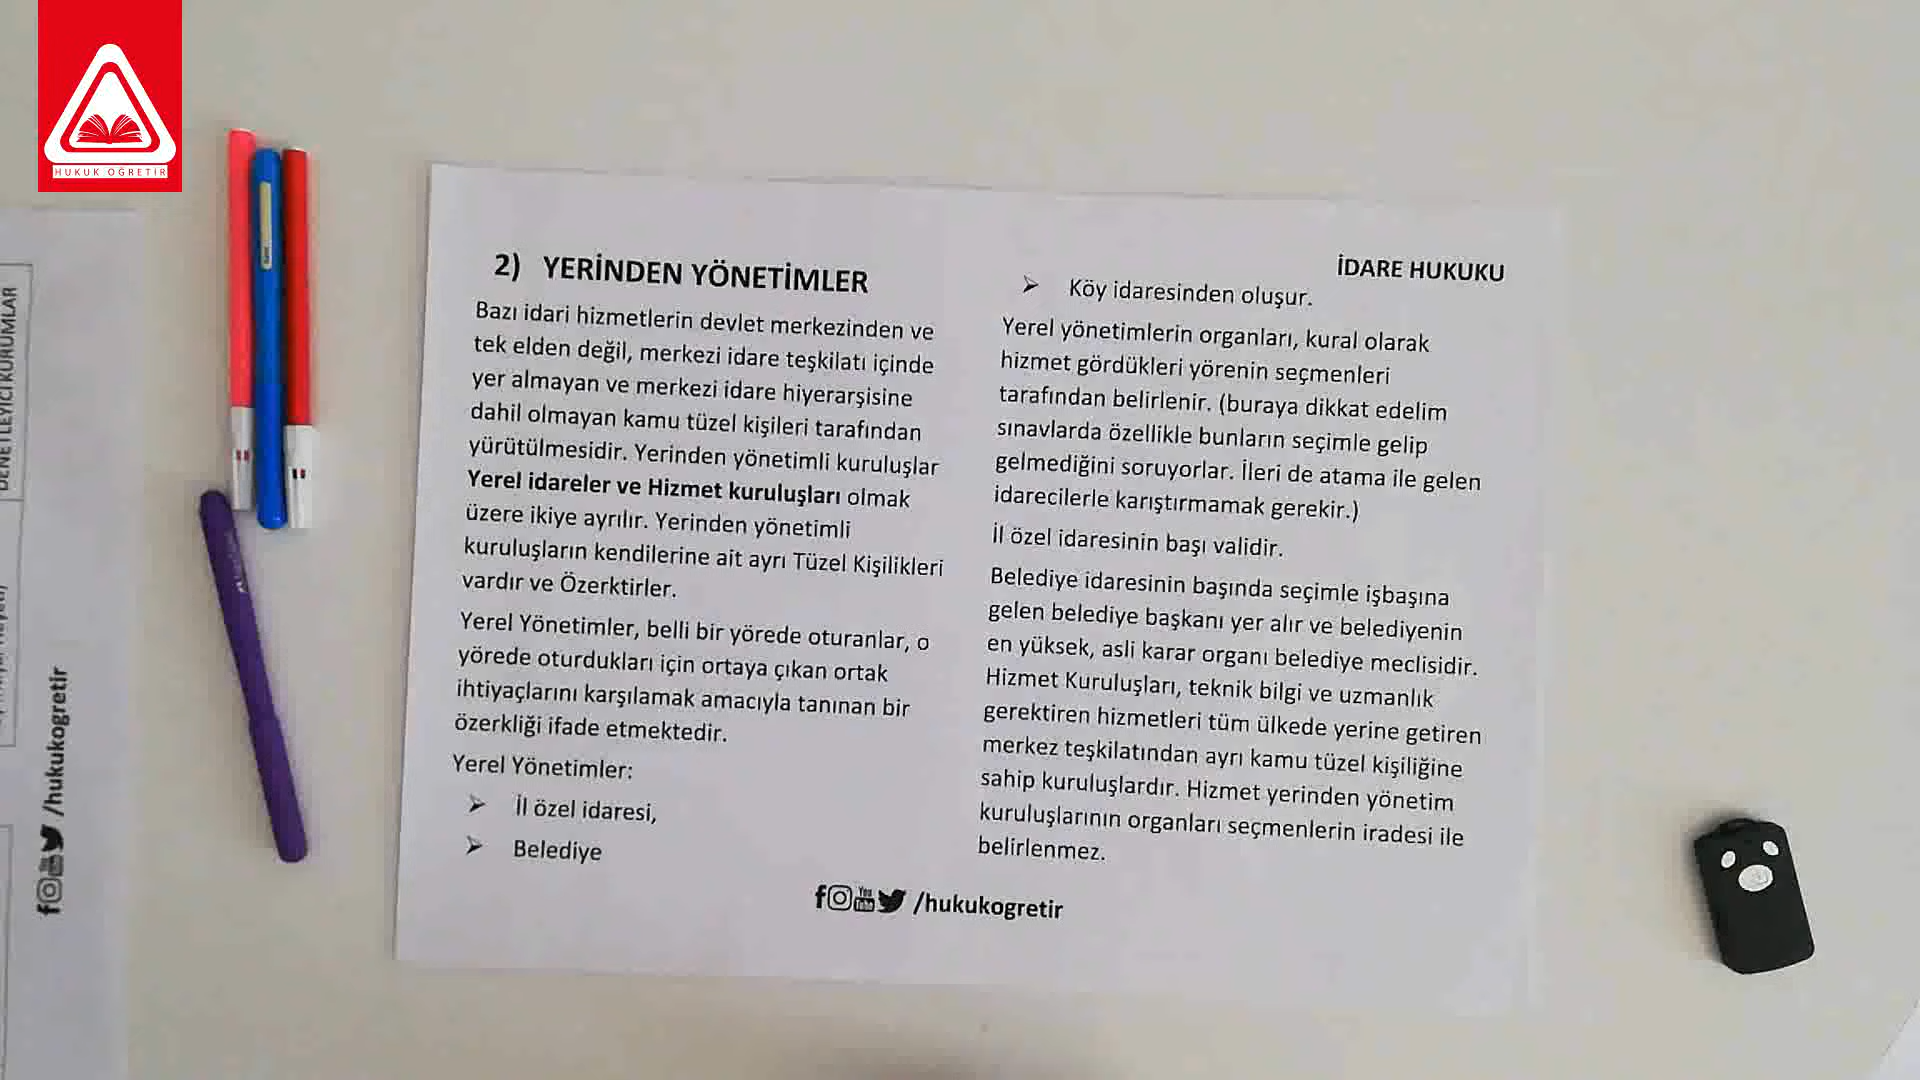 HUKUK ÖĞRETİR
DENETLEYİCİ KURUMLAR
/hukukogretir
2) YERİNDEN YÖNETİMLER
Bazı idari hizmetlerin devlet merkezinden ve
tek elden değil, merkezi idare teşkilatı içinde
yer almayan ve merkezi idare hiyerarşisine
dahil olmayan kamu tüzel kişileri tarafından
yürütülmesidir. Yerinden yönetimli kuruluşlar
Yerel idareler ve Hizmet kuruluşları olmak
üzere ikiye ayrılır. Yerinden yönetimli
kuruluşların kendilerine ait ayrı Tüzel Kişilikleri
vardır ve Özerktirler.
Yerel Yönetimler, belli bir yörede oturanlar, o
yörede oturdukları için ortaya çıkan ortak
ihtiyaçlarını karşılamak amacıyla tanınan bir
özerkliği ifade etmektedir.
Yerel Yönetimler:
➢ İl özel idaresi,
➢ Belediye
İDARE HUKUKU
➢ Köy idaresinden oluşur.
Yerel yönetimlerin organları, kural olarak
hizmet gördükleri yörenin seçmenleri
tarafından belirlenir. (buraya dikkat edelim
sınavlarda özellikle bunların seçimle gelip
gelmediğini soruyorlar. İleri de atama ile gelen
idarecilerle karıştırmamak gerekir.)
İl özel idaresinin başı validir.
Belediye idaresinin başında seçimle işbaşına
gelen belediye başkanı yer alır ve belediyenin
en yüksek, asli karar organı belediye meclisidir.
Hizmet Kuruluşları, teknik bilgi ve uzmanlık
gerektiren hizmetleri tüm ülkede yerine getiren
merkez teşkilatından ayrı kamu tüzel kişiliğine
sahip kuruluşlardır. Hizmet yerinden yönetim
kuruluşlarının organları seçmenlerin iradesi ile
belirlenmez.
You Tube /hukukogretir